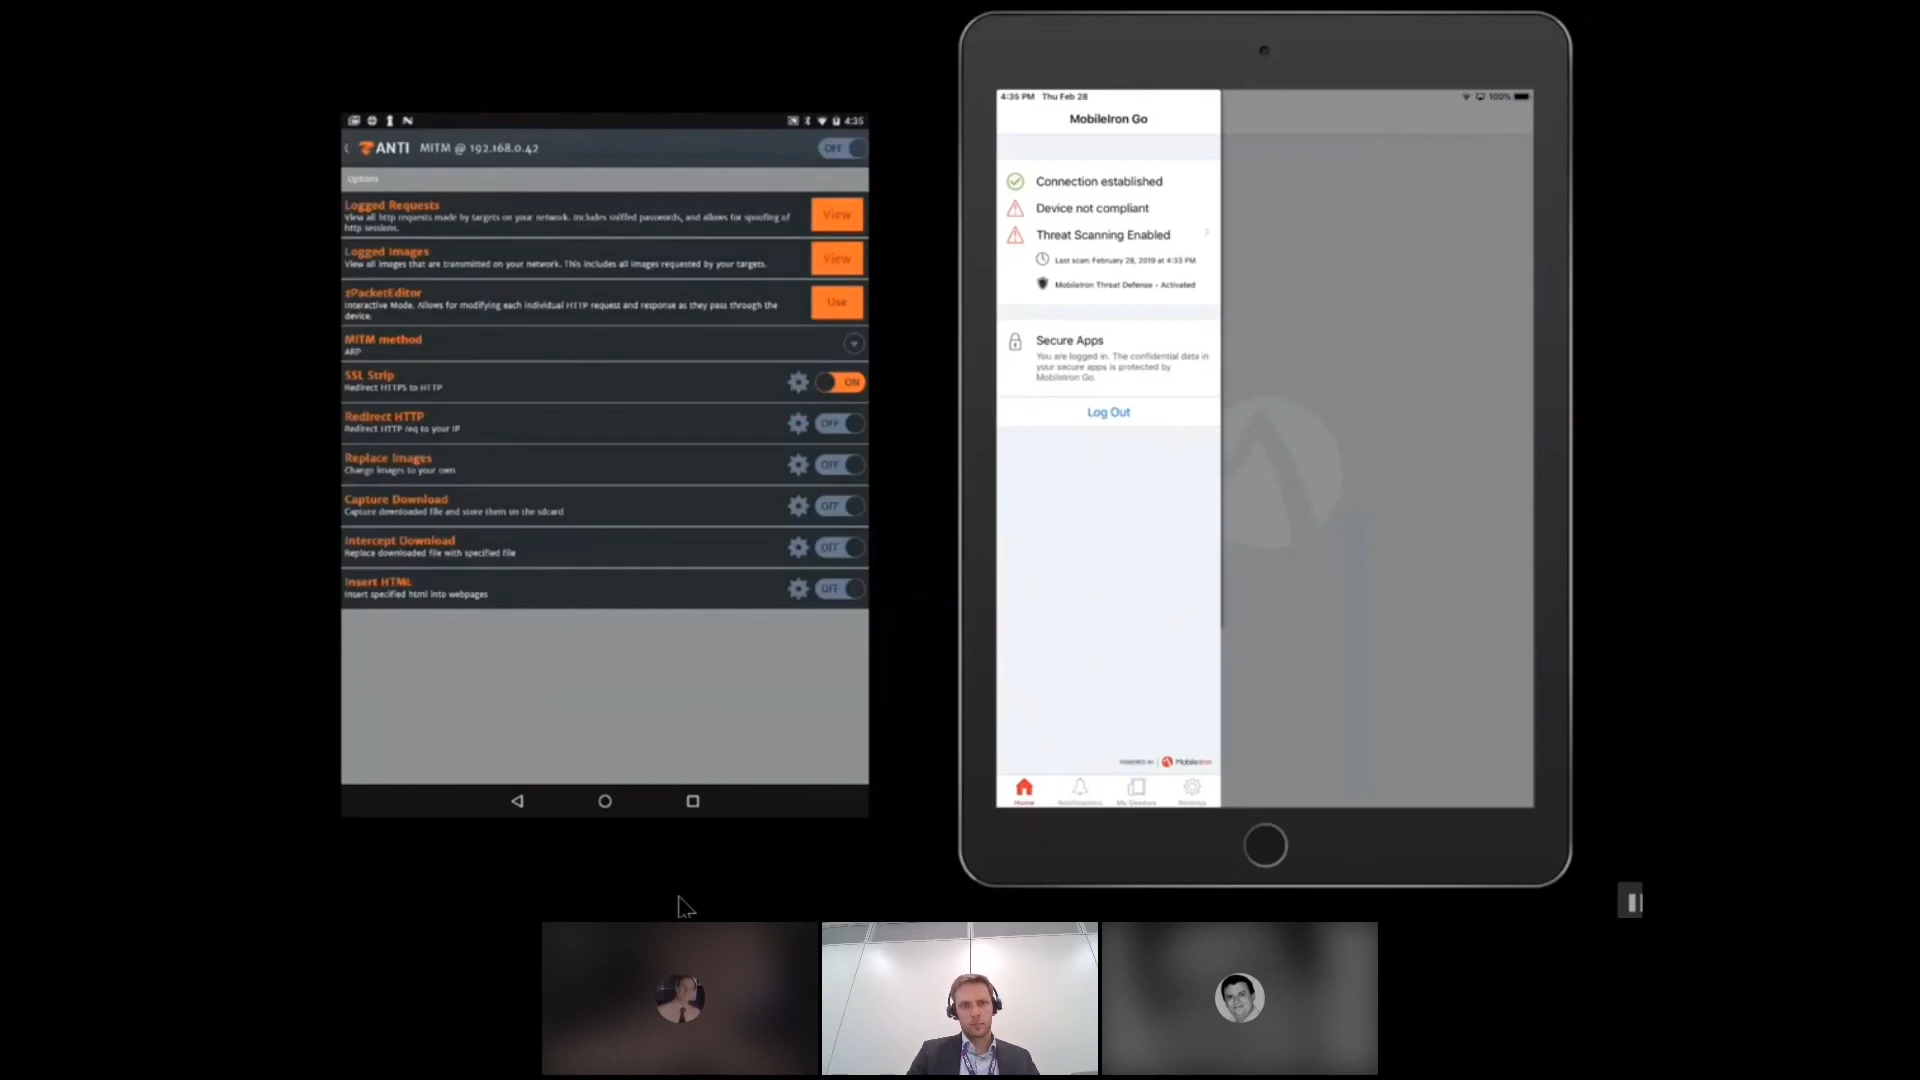 4:35
ANTI MITM @ 192.168.0.42 OFF
Options
Logged Requests
View all http requests made by targets on your network. Includes sniffed passwords, and allows for spoofing of
http sessions.
View
Logged Images
View all images that are transmitted on your network. This includes all images requested by your targets.
View
zPacketEditor
Interactive Mode. Allows for modifying each individual HTTP request and response as they pass through the
device.
Use
MITM method
ARP
SSL Strip
Redirect HTTPS to HTTP
ON
Redirect HTTP
Redirect HTTP req to your IP
OFF
Replace Images
Change images to your own
OFF
Capture Download
Capture downloaded file and store them on the sdcard
OFF
Intercept Download
Replace downloaded file with specified file
OFF
Insert HTML
Insert specified html into webpages
OFF
4:35 PM Thu Feb 28
100%
MobileIron Go
Connection established
Device not compliant
Threat Scanning Enabled
Last scan: February 28, 2019 at 4:33 PM
MobileIron Threat Defense - Activated
Secure Apps
You are logged in. The confidential data in
your secure apps is protected by
MobileIron Go.
Log Out
POWERED BY MobileIron
Home Notifications My Devices Settings